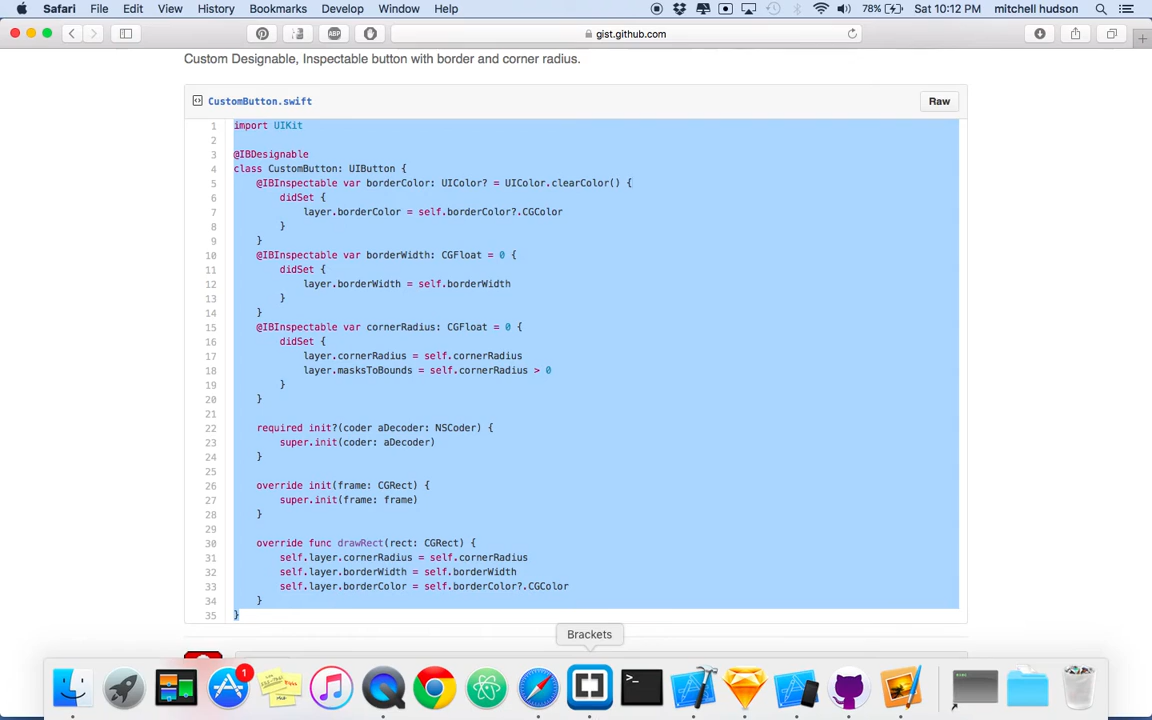 Safari File Edit View History Bookmarks Develop Window Help 78% Sat 10:12 PM mitchell hudson
ABP gist.github.com
Custom Designable, Inspectable button with border and corner radius.
CustomButton.swift Raw
1 import UIKit
2
3 @IBDesignable
4 class CustomButton: UIButton {
5 @IBInspectable var borderColor: UIColor? = UIColor.clearColor() {
6 didSet {
7 layer.borderColor = self.borderColor?.CGColor
8 }
9 }
10 @IBInspectable var borderWidth: CGFloat = 0 {
11 didSet {
12 layer.borderWidth = self.borderWidth
13 }
14 }
15 @IBInspectable var cornerRadius: CGFloat = 0 {
16 didSet {
17 layer.cornerRadius = self.cornerRadius
18 layer.masksToBounds = self.cornerRadius > 0
19 }
20 }
21
22 required init?(coder aDecoder: NSCoder) {
23 super.init(coder: aDecoder)
24 }
25
26 override init(frame: CGRect) {
27 super.init(frame: frame)
28 }
29
30 override func drawRect(rect: CGRect) {
31 self.layer.cornerRadius = self.cornerRadius
32 self.layer.borderWidth = self.borderWidth
33 self.layer.borderColor = self.borderColor?.CGColor
34 }
35 }
Brackets
1